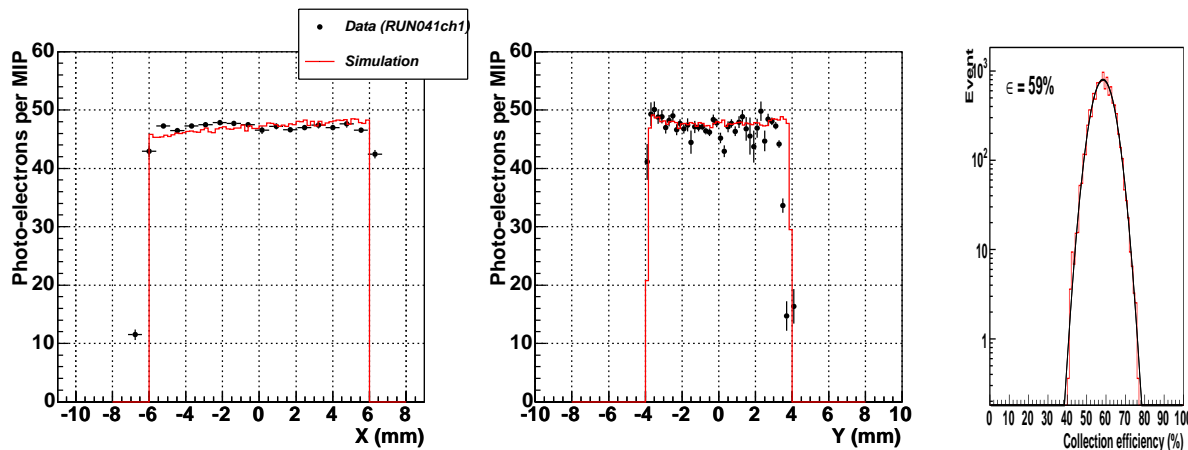 Data (RUN041ch1)
Simulation
Photo-electrons per MIP
60
50
40
30
20
10
0
-10 -8 -6 -4 -2 0 2 4 6 8
X (mm)
Photo-electrons per MIP
60
50
40
30
20
10
0
-10 -8 -6 -4 -2 0 2 4 6 8 10
Y (mm)
Event
10³
10²
10
1
ϵ = 59%
0 10 20 30 40 50 60 70 80 90 100
Collection efficiency (%)